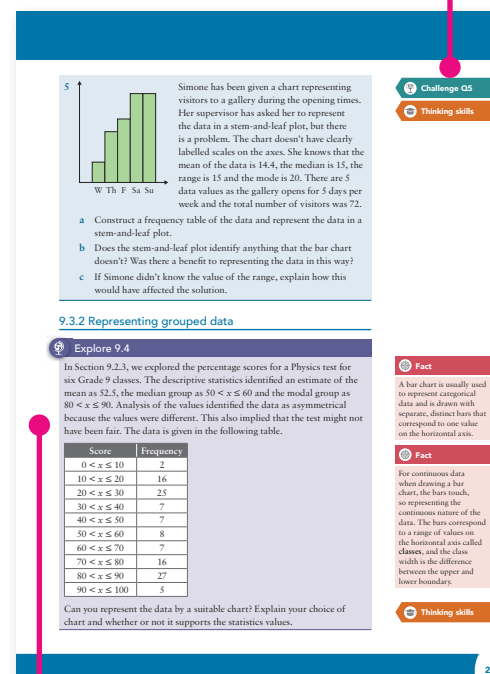 5
Simone has been given a chart representing
visitors to a gallery during the opening times.
Her supervisor has asked her to represent
the data in a stem-and-leaf plot, but there
is a problem. The chart doesn't have clearly
labelled scales on the axes. She knows that the
mean of the data is 14.4, the median is 15, the
range is 15 and the mode is 20. There are 5
data values as the gallery opens for 5 days per
week and the total number of visitors was 72.
W Th F Sa Su
a Construct a frequency table of the data and represent the data in a
stem-and-leaf plot.
b Does the stem-and-leaf plot identify anything that the bar chart
doesn't? Was there a benefit to representing the data in this way?
c If Simone didn't know the value of the range, explain how this
would have affected the solution.
Challenge Q5
Thinking skills
9.3.2 Representing grouped data
Explore 9.4
In Section 9.2.3, we explored the percentage scores for a Physics test for
six Grade 9 classes. The descriptive statistics identified an estimate of the
mean as 52.5, the median group as 50 < x ≤ 60 and the modal group as
80 < x ≤ 90. Analysis of the values identified the data as asymmetrical
because the values were different. This also implied that the test might not
have been fair. The data is given in the following table.
Score Frequency
0 < x ≤ 10 2
10 < x ≤ 20 16
20 < x ≤ 30 25
30 < x ≤ 40 7
40 < x ≤ 50 7
50 < x ≤ 60 8
60 < x ≤ 70 7
70 < x ≤ 80 16
80 < x ≤ 90 27
90 < x ≤ 100 5
Can you represent the data by a suitable chart? Explain your choice of
chart and whether or not it supports the statistics values.
Fact
A bar chart is usually used
to represent categorical
data and is drawn with
separate, distinct bars that
correspond to one value
on the horizontal axis.
Fact
For continuous data
when drawing a bar
chart, the bars touch,
so representing the
continuous nature of the
data. The bars correspond
to a range of values on
the horizontal axis called
classes, and the class
width is the difference
between the upper and
lower boundary.
Thinking skills
2